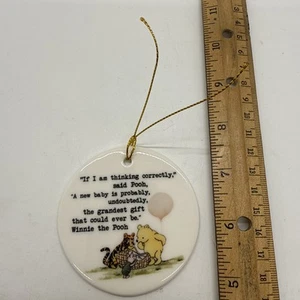 "If I am thinking correctly,"
said Pooh,
"A new baby is probably,
undoubtedly,
the grandest gift
that could ever be."
Winnie the Pooh